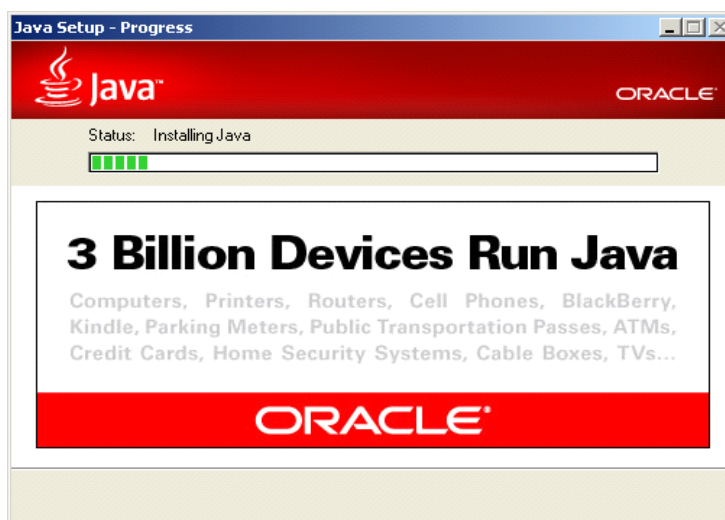 Java Setup - Progress
Java™
ORACLE®
Status: Installing Java
3 Billion Devices Run Java
Computers, Printers, Routers, Cell Phones, BlackBerry,
Kindle, Parking Meters, Public Transportation Passes, ATMs,
Credit Cards, Home Security Systems, Cable Boxes, TVs...
ORACLE®